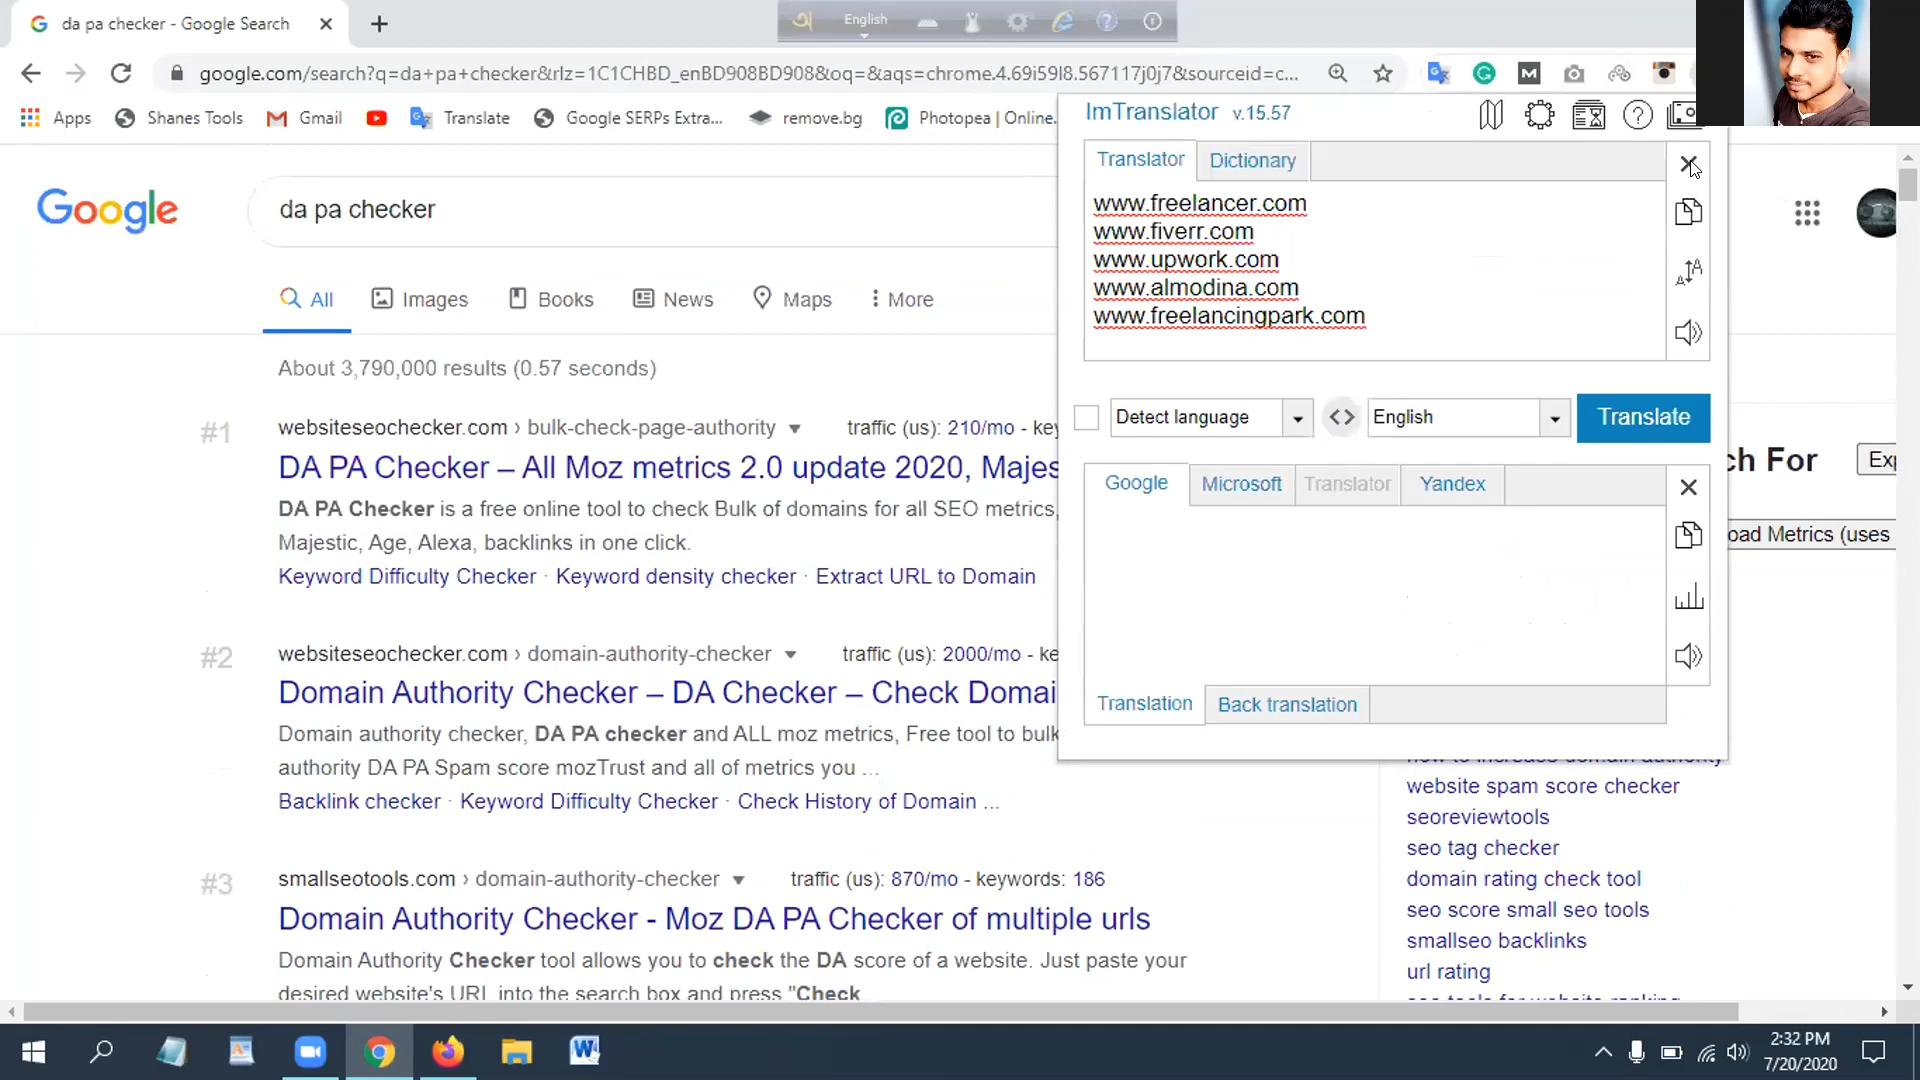 da pa checker - Google Search
English
google.com/search?q=da+pa+checker&rlz=1C1CHBD_enBD908BD908&oq=&aqs=chrome.4.69i59l8.567117j0j7&sourceid=c...
Apps
Shanes Tools
Gmail
Translate
Google SERPs Extra...
remove.bg
Photopea | Online.
ImTranslator v.15.57
Translator
Dictionary
www.freelancer.com
www.fiverr.com
www.upwork.com
www.almodina.com
www.freelancingpark.com
Detect language
English
Translate
Google
Microsoft
Translator
Yandex
Translation
Back translation
Google
da pa checker
All
Images
Books
News
Maps
More
About 3,790,000 results (0.57 seconds)
#1
websiteseochecker.com › bulk-check-page-authority
traffic (us): 210/mo - key
DA PA Checker – All Moz metrics 2.0 update 2020, Majes
DA PA Checker is a free online tool to check Bulk of domains for all SEO metrics,
Majestic, Age, Alexa, backlinks in one click.
Keyword Difficulty Checker · Keyword density checker · Extract URL to Domain
#2
websiteseochecker.com › domain-authority-checker
traffic (us): 2000/mo - ke
Domain Authority Checker – DA Checker – Check Domai
Domain authority checker, DA PA checker and ALL moz metrics, Free tool to bulk
authority DA PA Spam score mozTrust and all of metrics you ...
Backlink checker · Keyword Difficulty Checker · Check History of Domain ...
#3
smallseotools.com › domain-authority-checker
traffic (us): 870/mo - keywords: 186
Domain Authority Checker - Moz DA PA Checker of multiple urls
Domain Authority Checker tool allows you to check the DA score of a website. Just paste your
desired website's URL into the search box and press "Check
ch For
Exp
oad Metrics (uses
how to increase domain authority
website spam score checker
seoreviewtools
seo tag checker
domain rating check tool
seo score small seo tools
smallseo backlinks
url rating
seo tools for website ranking
2:32 PM
7/20/2020